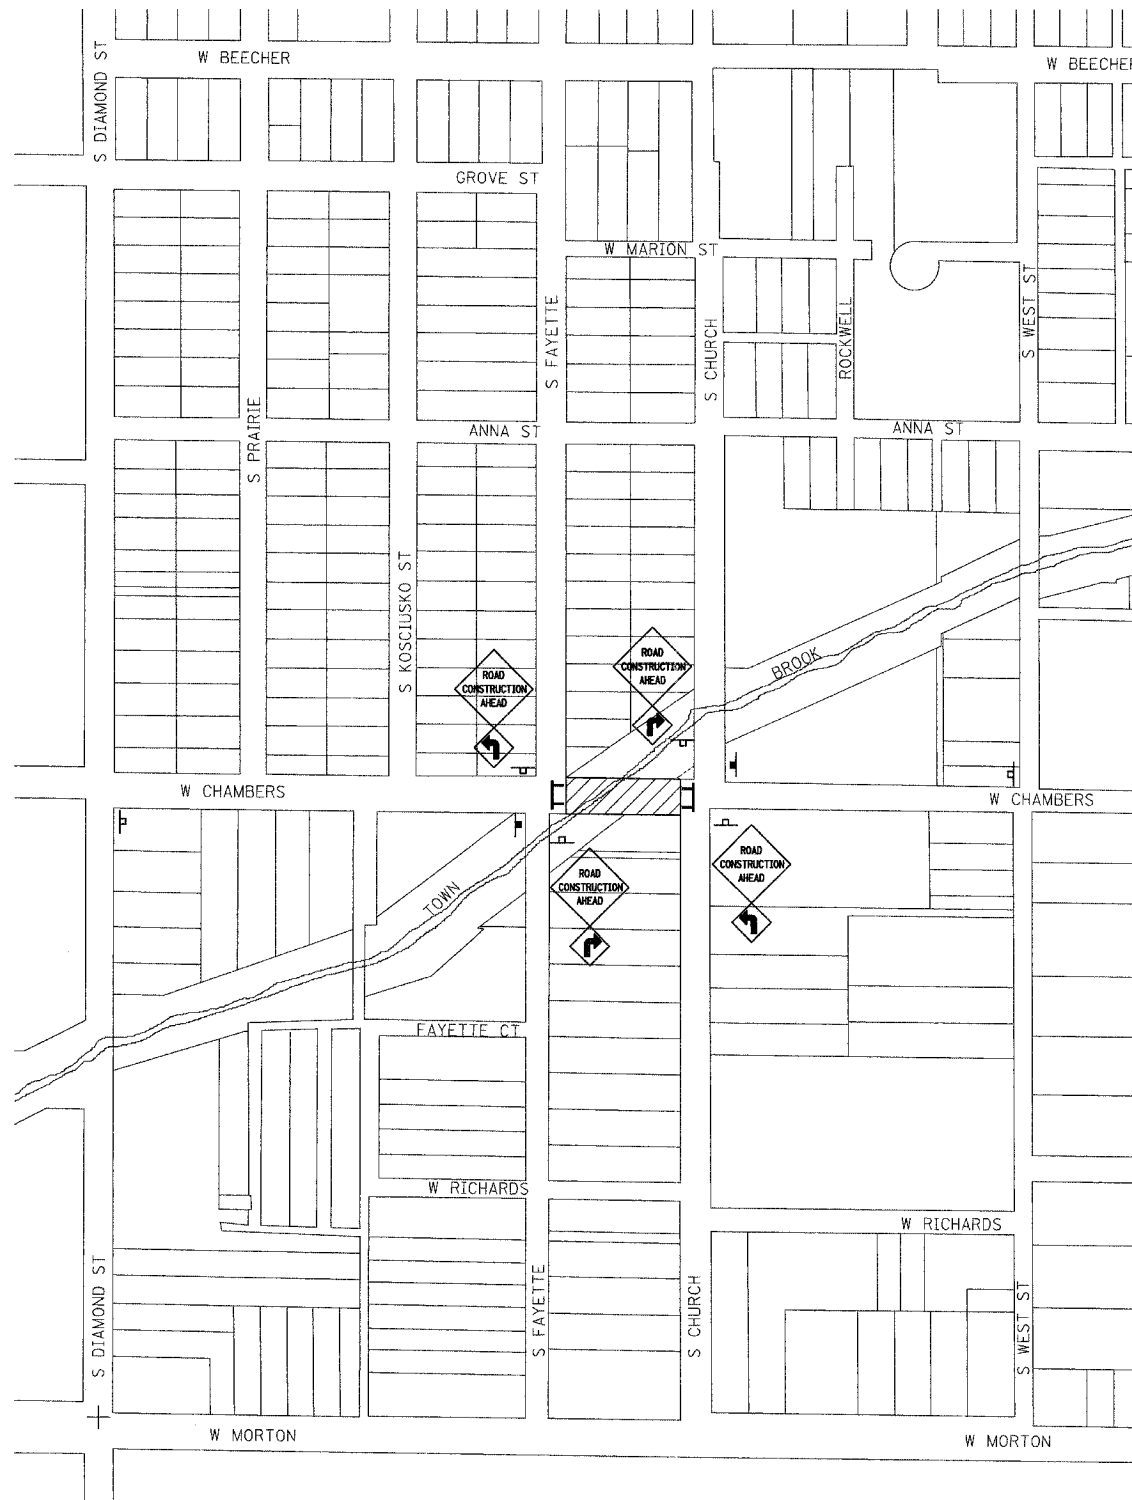 S DIAMOND ST
W BEECHER
W BEECHER
GROVE ST
W MARION ST
S FAYETTE
S CHURCH
ROCKWELL
S WEST ST
S PRAIRIE
ANNA ST
ANNA ST
S KOSCIUSKO ST
ROAD
CONSTRUCTION
AHEAD
ROAD
CONSTRUCTION
AHEAD
BROOK
W CHAMBERS
W CHAMBERS
ROAD
CONSTRUCTION
AHEAD
ROAD
CONSTRUCTION
AHEAD
TOWN
FAYETTE CT
W RICHARDS
W RICHARDS
S DIAMOND ST
S FAYETTE
S CHURCH
S WEST ST
W MORTON
W MORTON